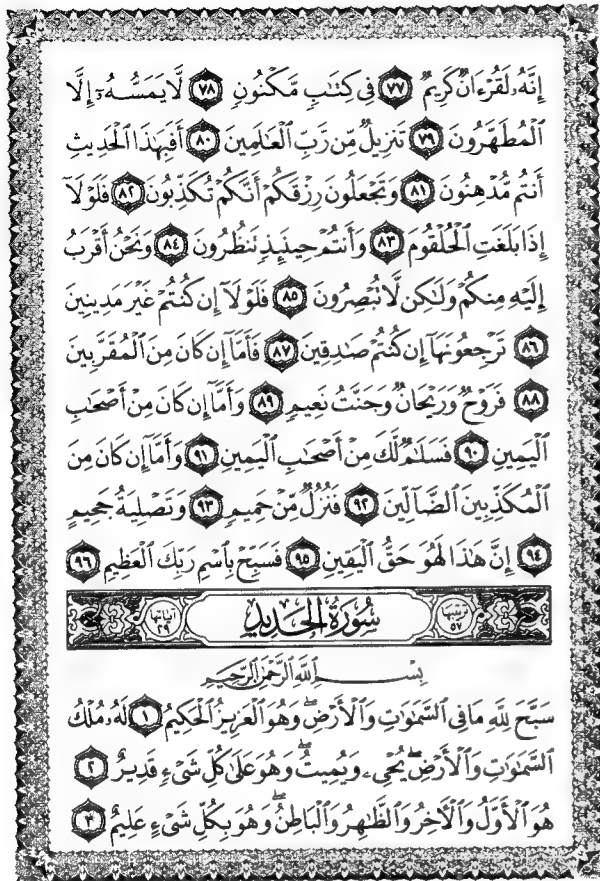 إِنَّهُۥ لَقُرْءَانٌ كَرِيمٌ ٧٧ فِى كِتَٰبٍ مَّكْنُونٍ ٧٨ لَّا يَمَسُّهُۥٓ إِلَّا
ٱلْمُطَهَّرُونَ ٧٩ تَنزِيلٌ مِّن رَّبِّ ٱلْعَٰلَمِينَ ٨٠ أَفَبِهَٰذَا ٱلْحَدِيثِ
أَنتُم مُّدْهِنُونَ ٨١ وَتَجْعَلُونَ رِزْقَكُمْ أَنَّكُمْ تُكَذِّبُونَ ٨٢ فَلَوْلَآ
إِذَا بَلَغَتِ ٱلْحُلْقُومَ ٨٣ وَأَنتُمْ حِينَئِذٍ تَنظُرُونَ ٨٤ وَنَحْنُ أَقْرَبُ
إِلَيْهِ مِنكُمْ وَلَٰكِن لَّا تُبْصِرُونَ ٨٥ فَلَوْلَآ إِن كُنتُمْ غَيْرَ مَدِينِينَ
٨٦ تَرْجِعُونَهَآ إِن كُنتُمْ صَٰدِقِينَ ٨٧ فَأَمَّآ إِن كَانَ مِنَ ٱلْمُقَرَّبِينَ
٨٨ فَرَوْحٌ وَرَيْحَانٌ وَجَنَّتُ نَعِيمٍ ٨٩ وَأَمَّآ إِن كَانَ مِنْ أَصْحَٰبِ
ٱلْيَمِينِ ٩٠ فَسَلَٰمٌ لَّكَ مِنْ أَصْحَٰبِ ٱلْيَمِينِ ٩١ وَأَمَّآ إِن كَانَ مِنَ
ٱلْمُكَذِّبِينَ ٱلضَّآلِّينَ ٩٢ فَنُزُلٌ مِّنْ حَمِيمٍ ٩٣ وَتَصْلِيَةُ جَحِيمٍ
٩٤ إِنَّ هَٰذَا لَهُوَ حَقُّ ٱلْيَقِينِ ٩٥ فَسَبِّحْ بِٱسْمِ رَبِّكَ ٱلْعَظِيمِ ٩٦
ترتيبها ٥٧ سُورَةُ الحَدِيدِ آياتها ٢٩
بِسْمِ ٱللَّهِ ٱلرَّحْمَٰنِ ٱلرَّحِيمِ
سَبَّحَ لِلَّهِ مَا فِى ٱلسَّمَٰوَٰتِ وَٱلْأَرْضِ ۖ وَهُوَ ٱلْعَزِيزُ ٱلْحَكِيمُ ١ لَهُۥ مُلْكُ
ٱلسَّمَٰوَٰتِ وَٱلْأَرْضِ ۖ يُحْىِۦ وَيُمِيتُ ۖ وَهُوَ عَلَىٰ كُلِّ شَىْءٍ قَدِيرٌ ٢
هُوَ ٱلْأَوَّلُ وَٱلْءَاخِرُ وَٱلظَّٰهِرُ وَٱلْبَاطِنُ ۖ وَهُوَ بِكُلِّ شَىْءٍ عَلِيمٌ ٣